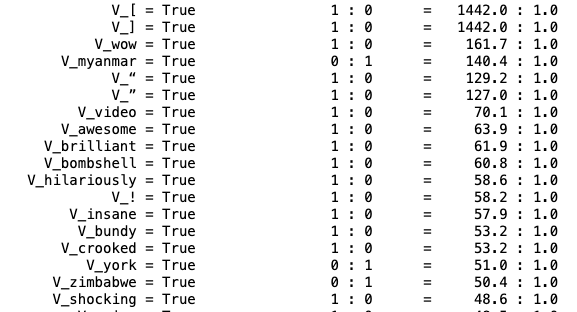 V_[ = True 1 : 0 = 1442.0 : 1.0
V_] = True 1 : 0 = 1442.0 : 1.0
V_wow = True 1 : 0 = 161.7 : 1.0
V_myanmar = True 0 : 1 = 140.4 : 1.0
V_“ = True 1 : 0 = 129.2 : 1.0
V_” = True 1 : 0 = 127.0 : 1.0
V_video = True 1 : 0 = 70.1 : 1.0
V_awesome = True 1 : 0 = 63.9 : 1.0
V_brilliant = True 1 : 0 = 61.9 : 1.0
V_bombshell = True 1 : 0 = 60.8 : 1.0
V_hilariously = True 1 : 0 = 58.6 : 1.0
V_! = True 1 : 0 = 58.2 : 1.0
V_insane = True 1 : 0 = 57.9 : 1.0
V_bundy = True 1 : 0 = 53.2 : 1.0
V_crooked = True 1 : 0 = 53.2 : 1.0
V_york = True 0 : 1 = 51.0 : 1.0
V_zimbabwe = True 0 : 1 = 50.4 : 1.0
V_shocking = True 1 : 0 = 48.6 : 1.0